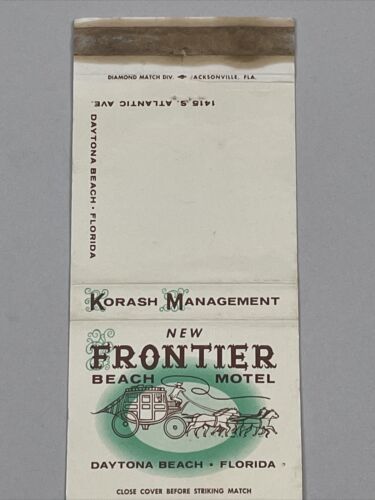 DIAMOND MATCH DIV. JACKSONVILLE, FLA.
1415 S. ATLANTIC AVE.
DAYTONA BEACH • FLORIDA
KORASH MANAGEMENT
NEW
FRONTIER
BEACH MOTEL
DAYTONA BEACH • FLORIDA
CLOSE COVER BEFORE STRIKING MATCH